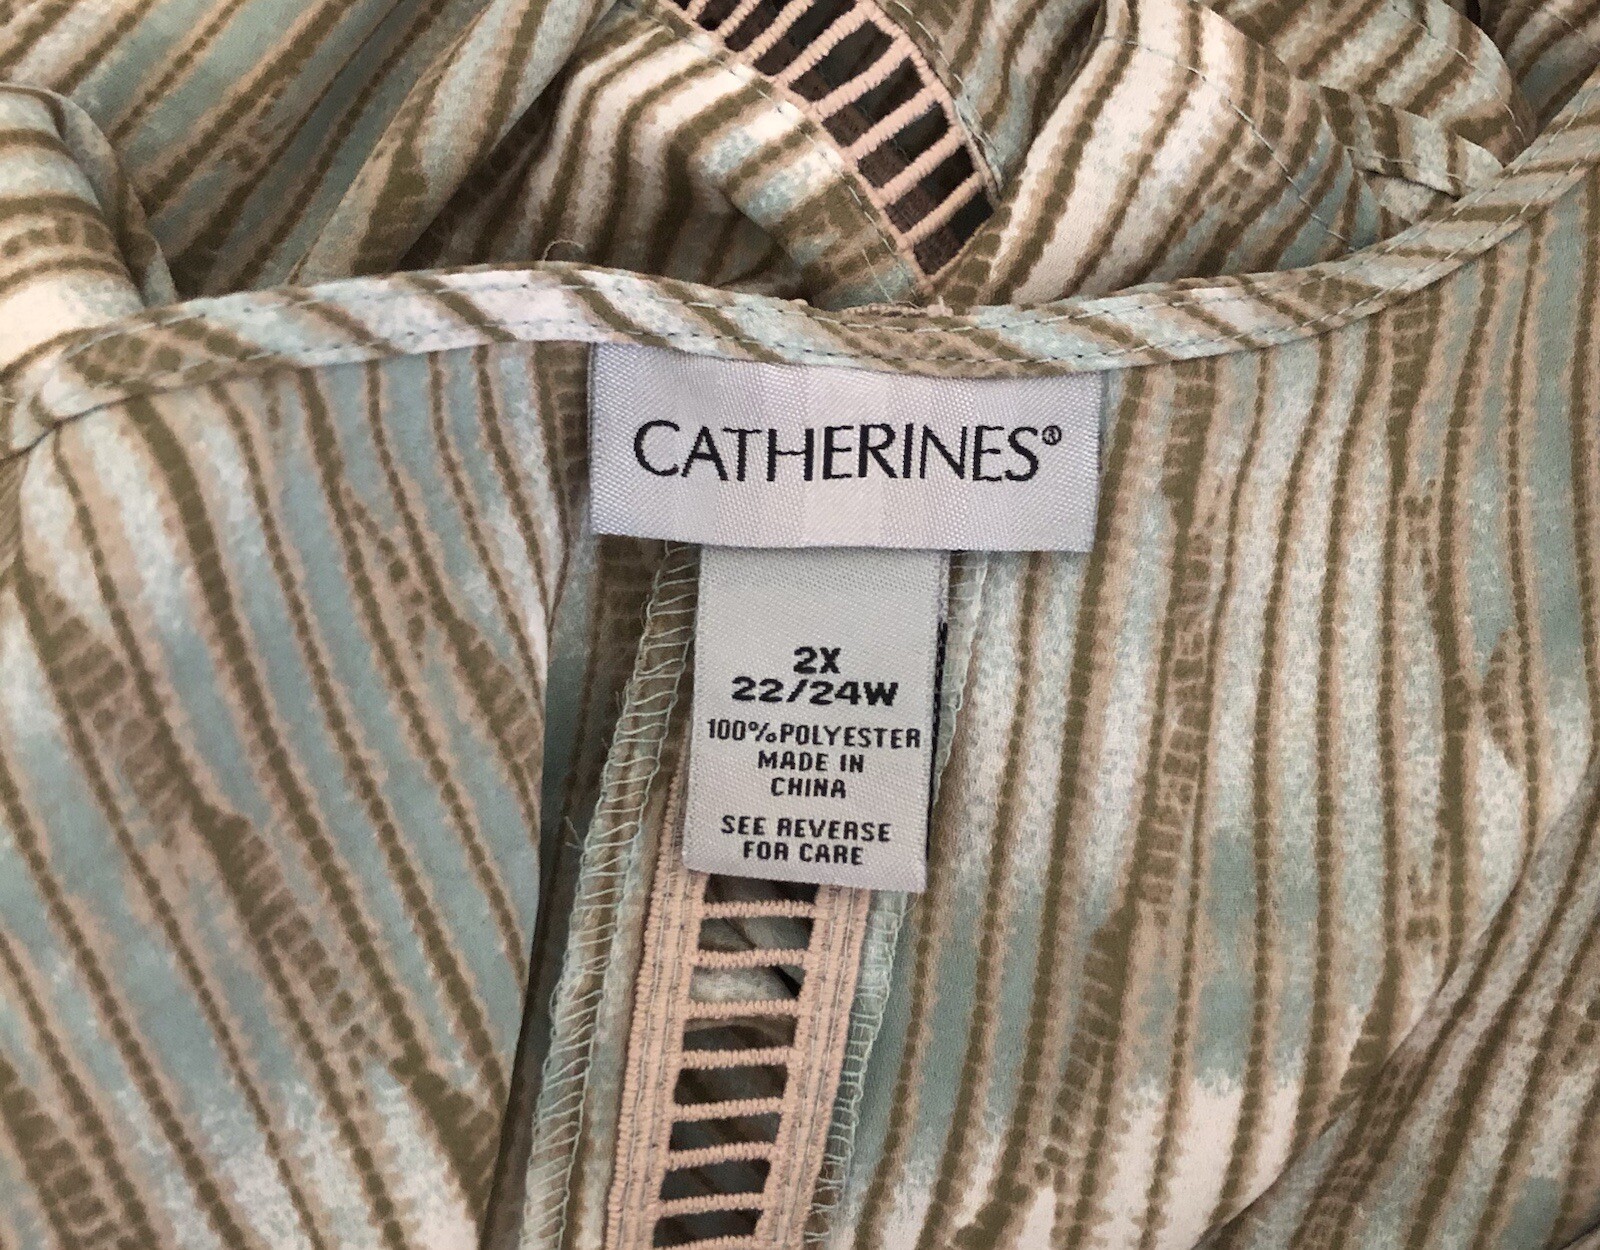 CATHERINES®
2X
22/24W
100%POLYESTER
MADE IN
CHINA
SEE REVERSE
FOR CARE